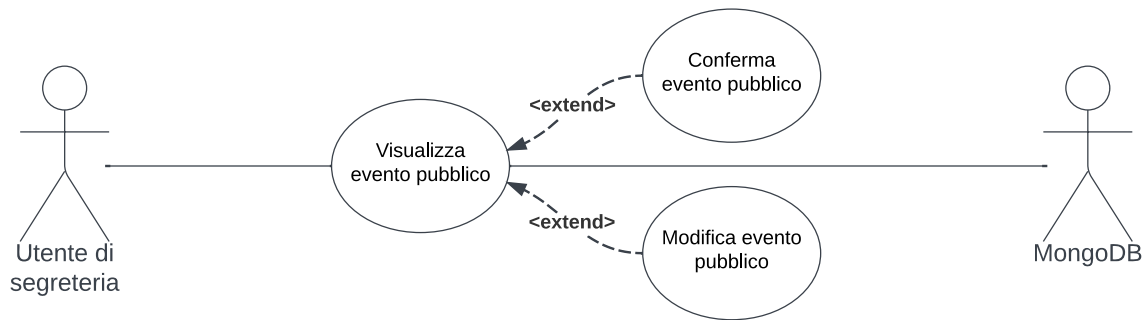 Conferma
evento pubblico
<extend>
Visualizza
evento pubblico
<extend>
Modifica evento
pubblico
Utente di
segreteria
MongoDB